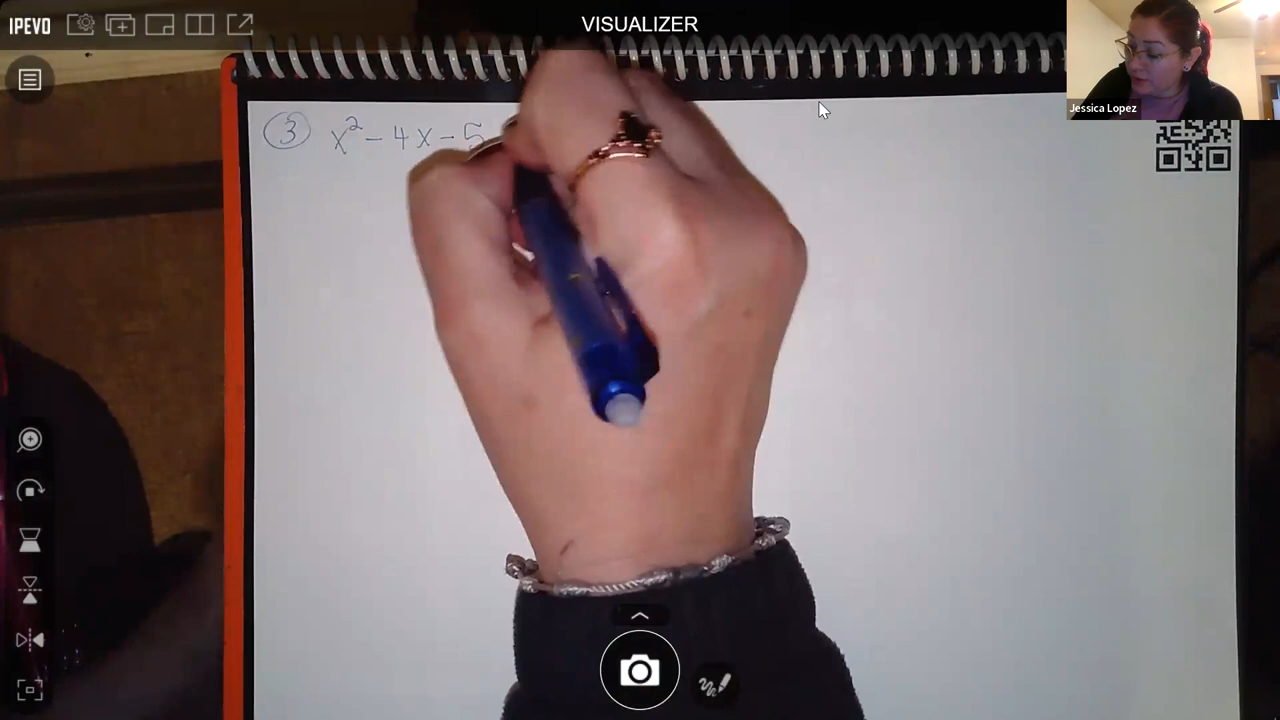 IPEVO
VISUALIZER
Jessica Lopez
③ x² - 4x - 5